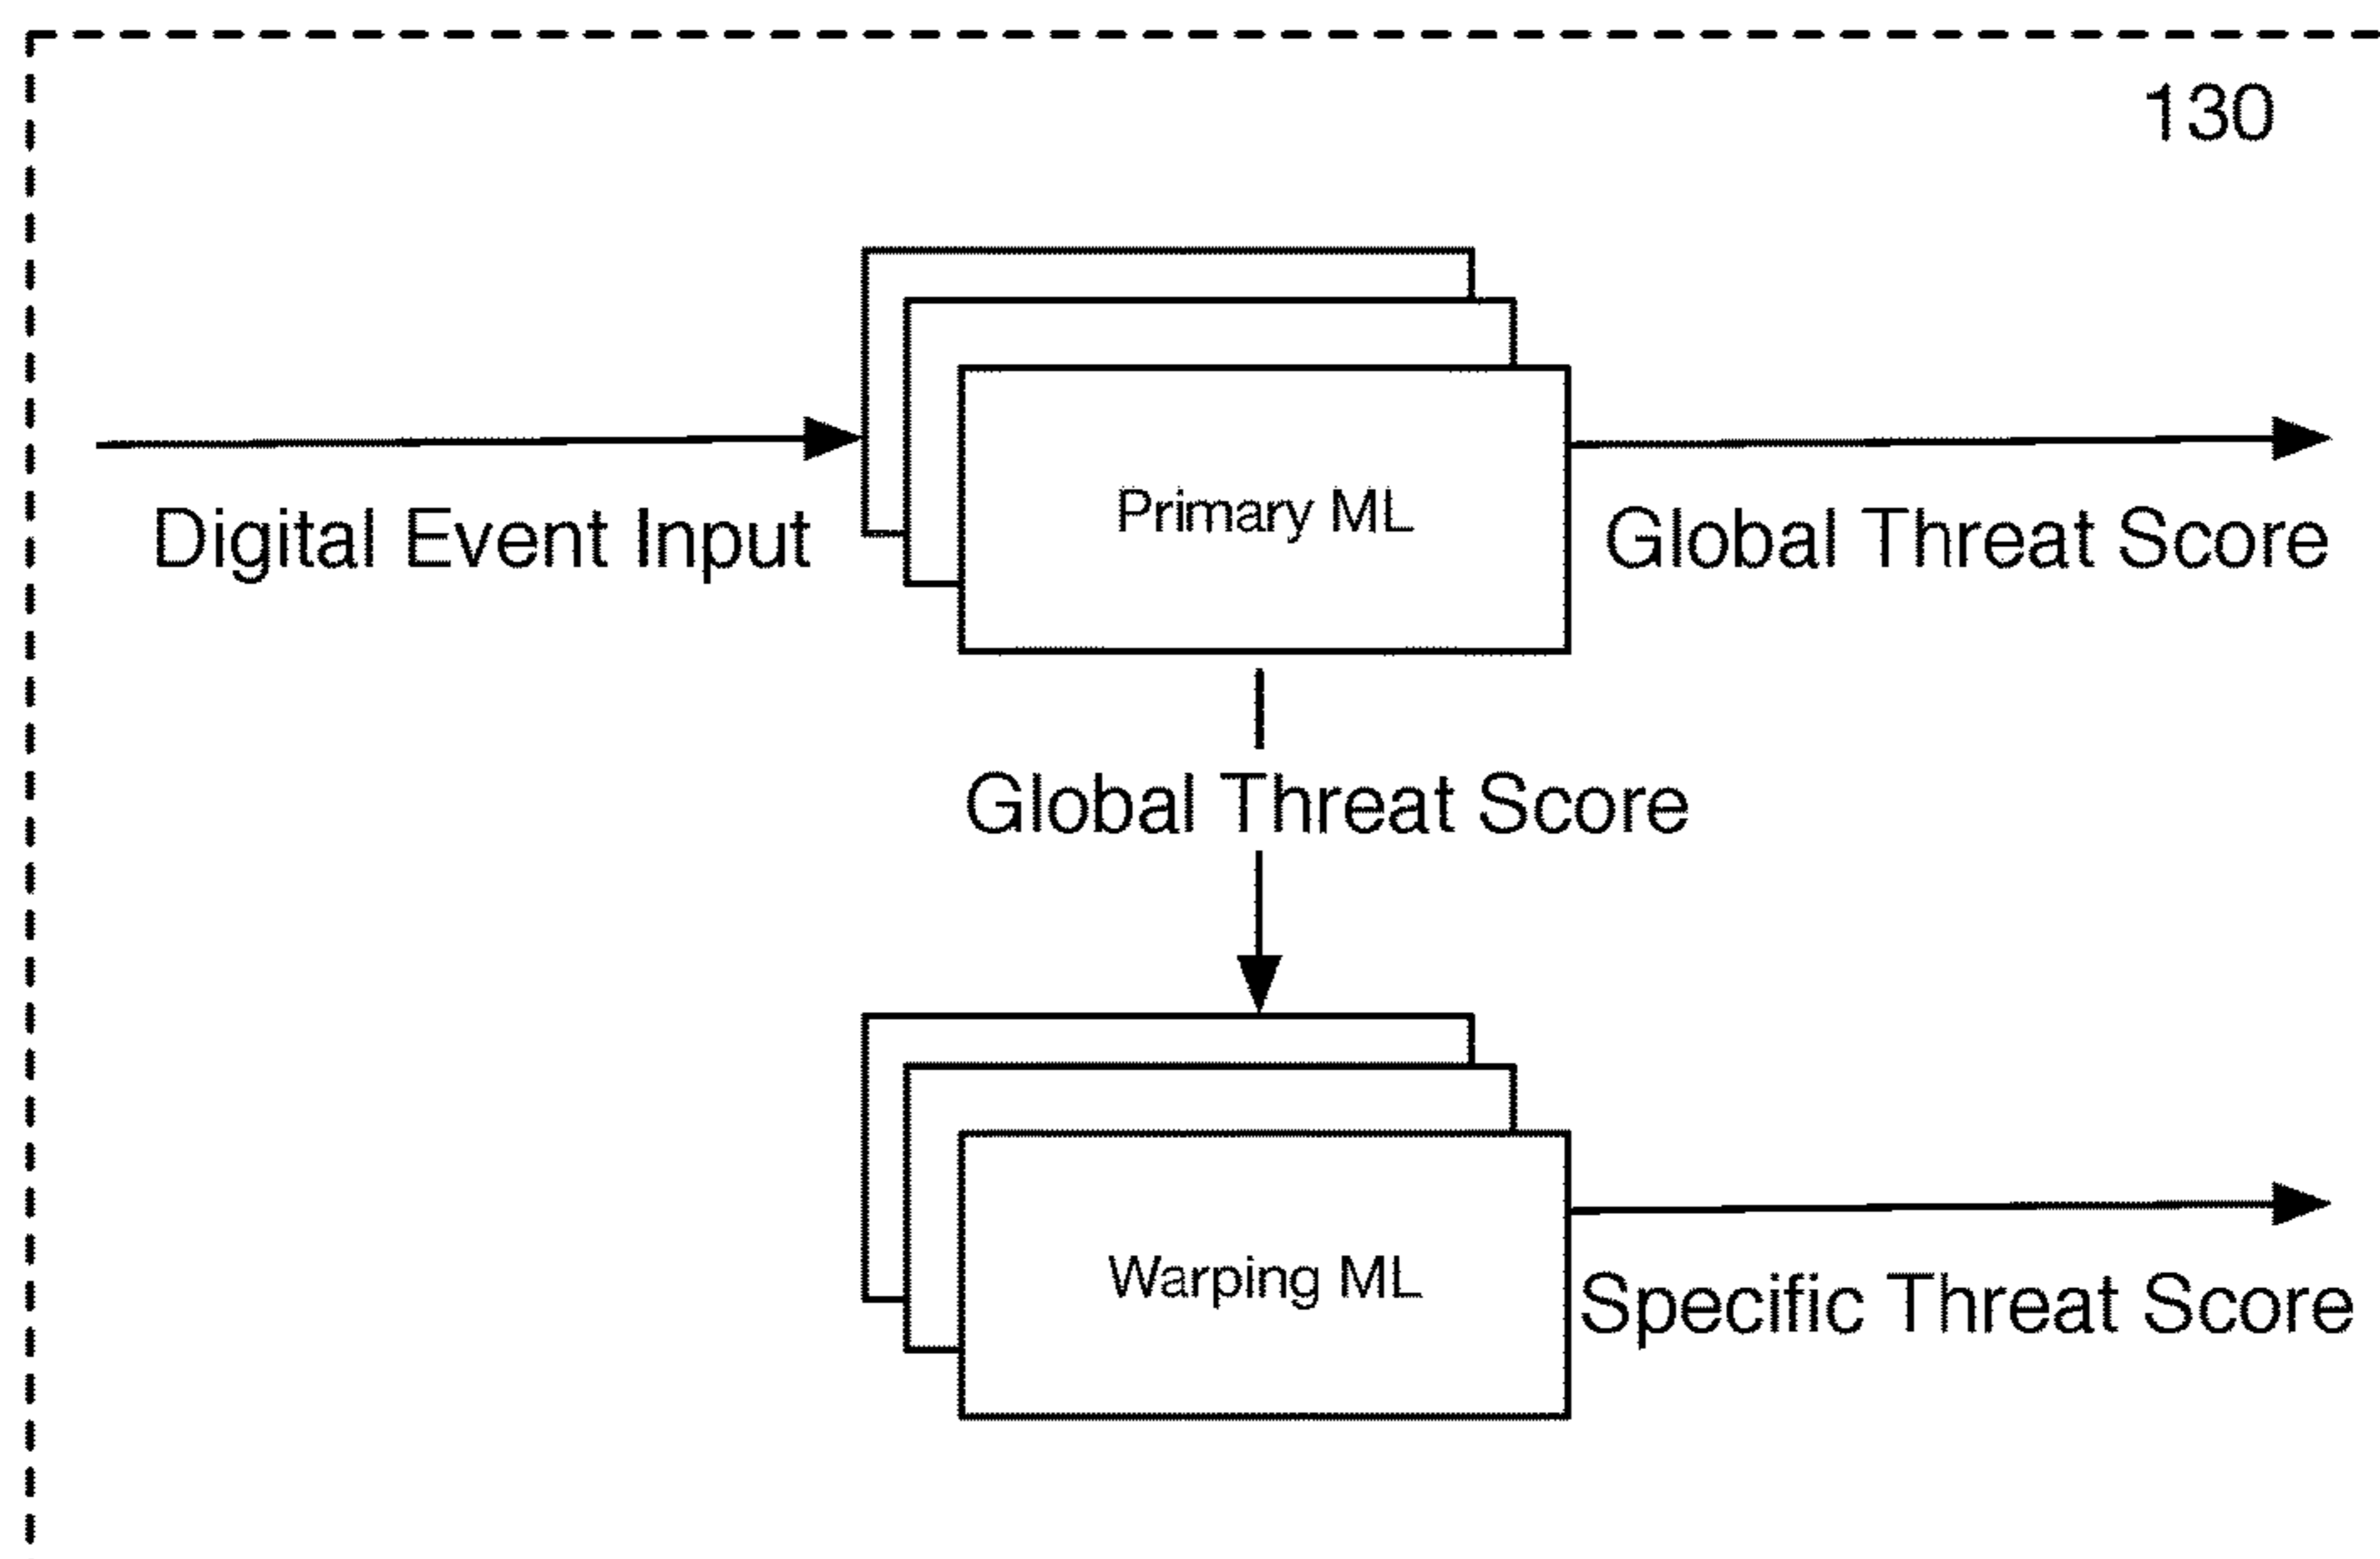 130
Primary ML
Digital Event Input
Global Threat Score
Global Threat Score
Warping ML
Specific Threat Score